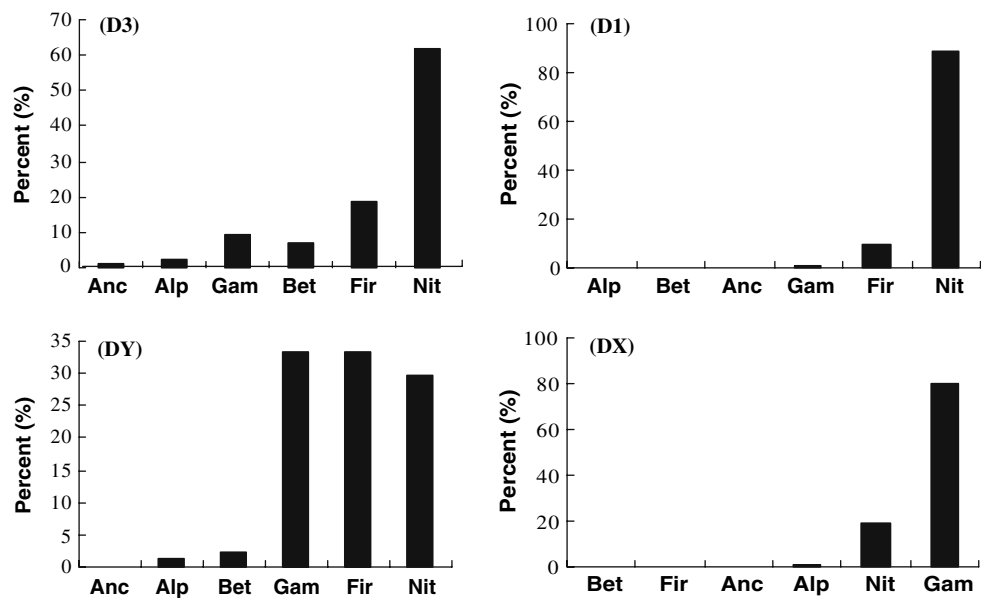 (D3)
Percent (%)
70
60
50
40
30
20
10
0
Anc Alp Gam Bet Fir Nit
(D1)
Percent (%)
100
80
60
40
20
0
Alp Bet Anc Gam Fir Nit
(DY)
Percent (%)
35
30
25
20
15
10
5
0
Anc Alp Bet Gam Fir Nit
(DX)
Percent (%)
100
80
60
40
20
0
Bet Fir Anc Alp Nit Gam